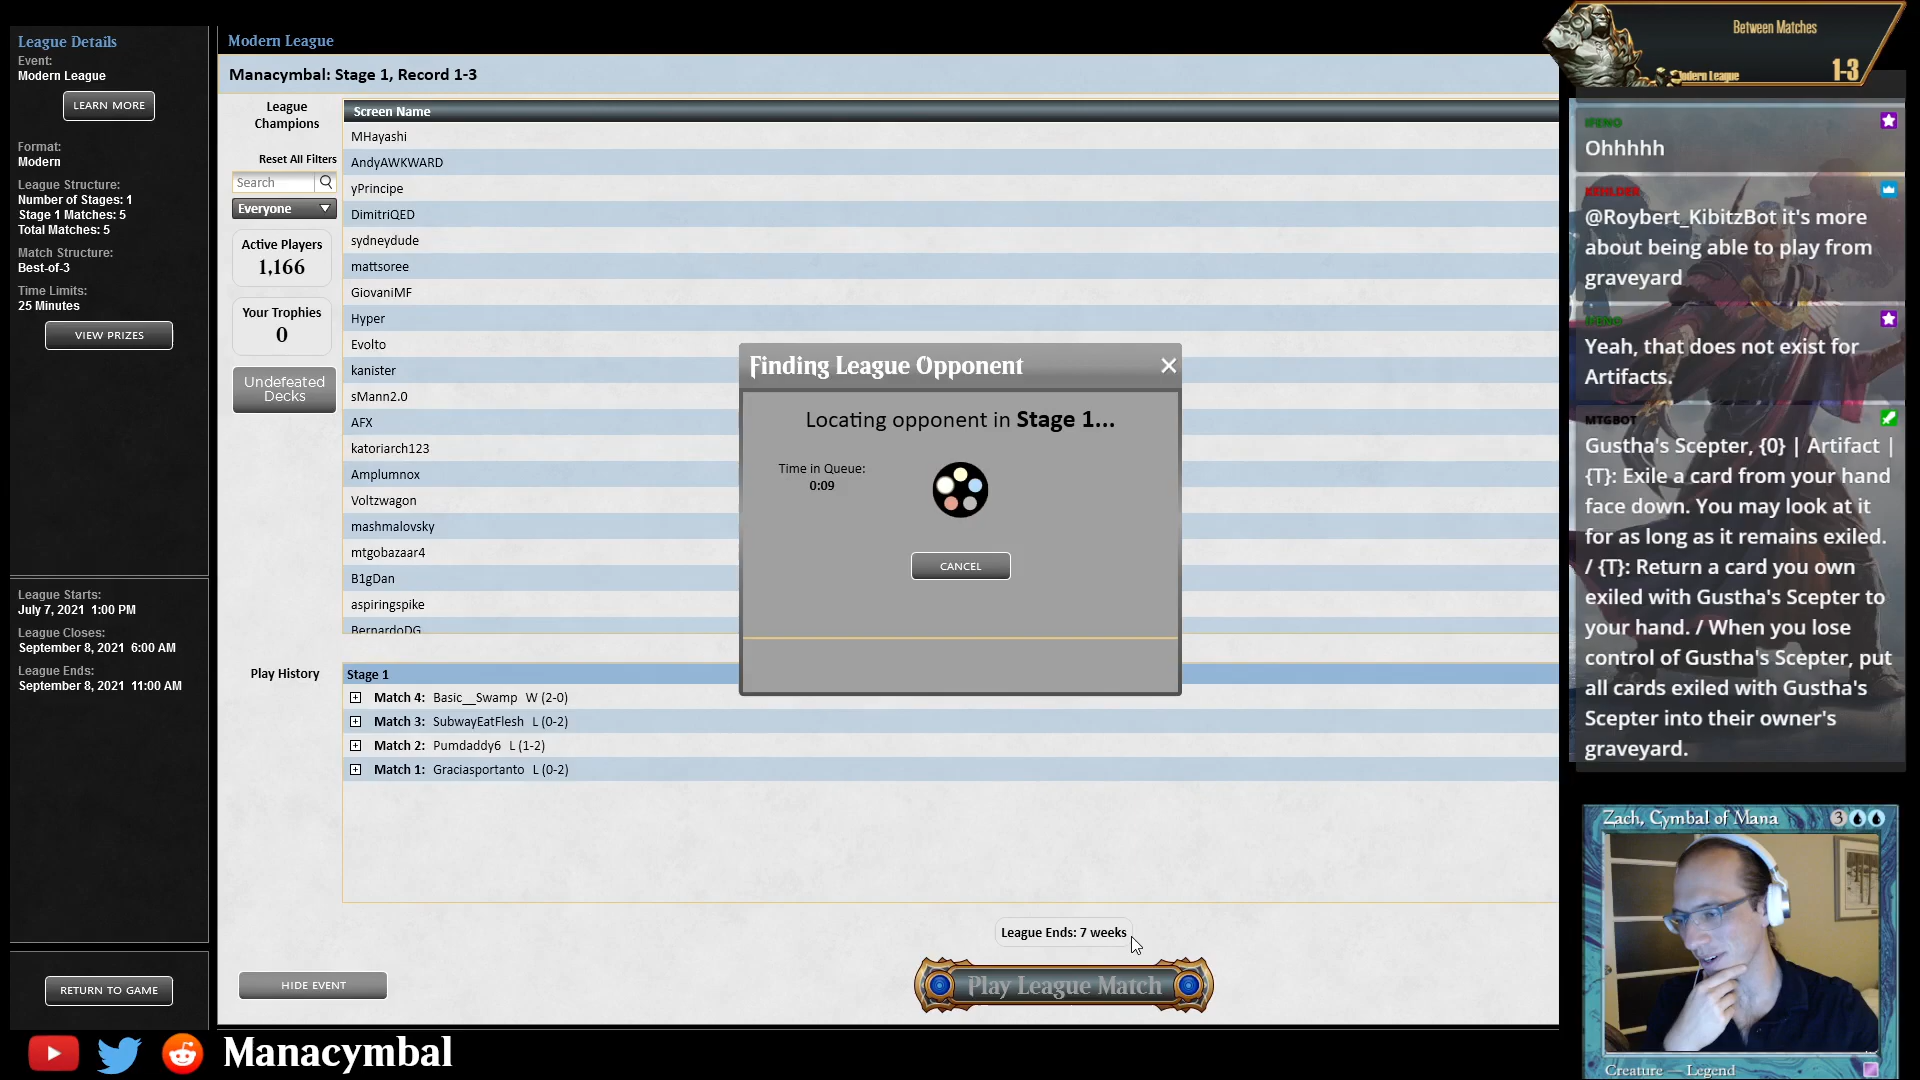 League Details
Event:
Modern League
LEARN MORE
Format:
Modern
League Structure:
Number of Stages: 1
Stage 1 Matches: 5
Total Matches: 5
Match Structure:
Best-of-3
Time Limits:
25 Minutes
VIEW PRIZES
League Starts:
July 7, 2021 1:00 PM
League Closes:
September 8, 2021 6:00 AM
League Ends:
September 8, 2021 11:00 AM
RETURN TO GAME
Modern League
Manacymbal: Stage 1, Record 1-3
League
Champions
Reset All Filters
Search
Everyone
Active Players
1,166
Your Trophies
0
Undefeated
Decks
Screen Name
MHayashi
AndyAWKWARD
yPrincipe
DimitriQED
sydneydude
mattsoree
GiovaniMF
Hyper
Evolto
kanister
sMann2.0
AFX
katoriarch123
Amplumnox
Voltzwagon
mashmalovsky
mtgobazaar4
B1gDan
aspiringspike
BernardoDG
Finding League Opponent
Locating opponent in Stage 1...
Time in Queue:
0:09
CANCEL
Play History
Stage 1
Match 4: Basic__Swamp W (2-0)
Match 3: SubwayEatFlesh L (0-2)
Match 2: Pumdaddy6 L (1-2)
Match 1: Graciasportanto L (0-2)
League Ends: 7 weeks
HIDE EVENT
Play League Match
Manacymbal
Between Matches
Modern League
1-3
Ohhhhh
@Roybert_KibitzBot it's more
about being able to play from
graveyard
Yeah, that does not exist for
Artifacts.
MTGBOT
Gustha's Scepter, {0} | Artifact |
{T}: Exile a card from your hand
face down. You may look at it
for as long as it remains exiled.
/ {T}: Return a card you own
exiled with Gustha's Scepter to
your hand. / When you lose
control of Gustha's Scepter, put
all cards exiled with Gustha's
Scepter into their owner's
graveyard.
Zach, Cymbal of Mana
3
Creature — Legend